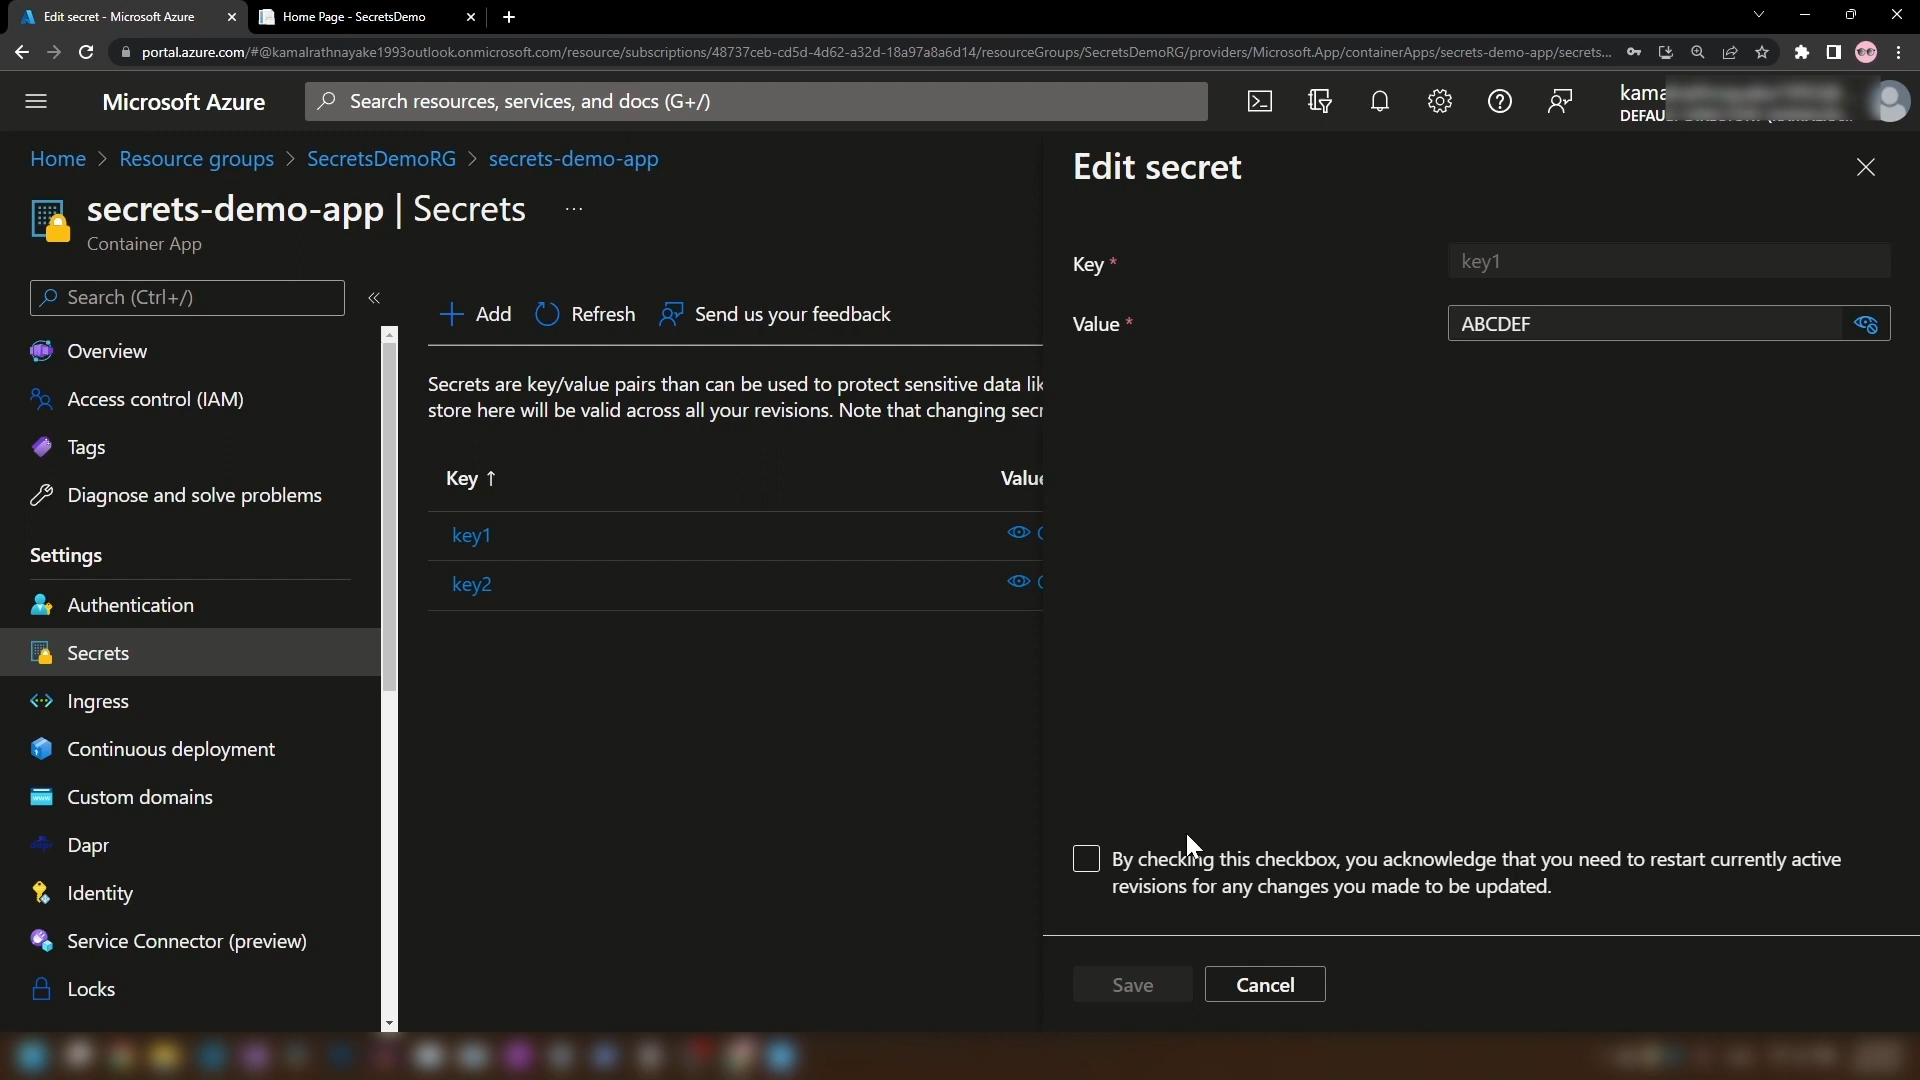 Edit secret - Microsoft Azure
Home Page - SecretsDemo
portal.azure.com/#@kamalrathnayake1993outlook.onmicrosoft.com/resource/subscriptions/48737ceb-cd5d-4d62-a32d-18a97a8a6d14/resourceGroups/SecretsDemoRG/providers/Microsoft.App/containerApps/secrets-demo-app/secrets...
Microsoft Azure
Search resources, services, and docs (G+/)
kama
DEFAU
Home > Resource groups > SecretsDemoRG > secrets-demo-app
secrets-demo-app | Secrets ...
Container App
Search (Ctrl+/)
«
Overview
Access control (IAM)
Tags
Diagnose and solve problems
Settings
Authentication
Secrets
Ingress
Continuous deployment
Custom domains
Dapr
Identity
Service Connector (preview)
Locks
Add
Refresh
Send us your feedback
Secrets are key/value pairs than can be used to protect sensitive data lik
store here will be valid across all your revisions. Note that changing secr
Key ↑
Value
key1
key2
Edit secret
Key *
key1
Value *
ABCDEF
By checking this checkbox, you acknowledge that you need to restart currently active
revisions for any changes you made to be updated.
Save
Cancel